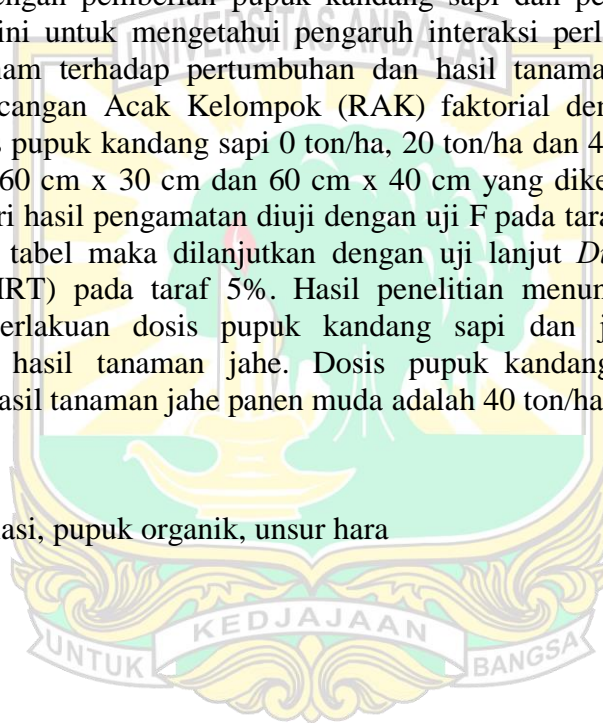 engan pemberian pupuk kandang sapi dan pe
ini untuk mengetahui pengaruh interaksi perl
UNIVERSITAS ANDALAS
nam terhadap pertumbuhan dan hasil tanama
cangan Acak Kelompok (RAK) faktorial der
s pupuk kandang sapi 0 ton/ha, 20 ton/ha dan 4
60 cm x 30 cm dan 60 cm x 40 cm yang dike
ri hasil pengamatan diuji dengan uji F pada tara
tabel maka dilanjutkan dengan uji lanjut Du
IRT) pada taraf 5%. Hasil penelitian menun
erlakuan dosis pupuk kandang sapi dan j
hasil tanaman jahe. Dosis pupuk kandang
asil tanaman jahe panen muda adalah 40 ton/ha
asi, pupuk organik, unsur hara
UNTUK KEDJAJAAN BANGSA